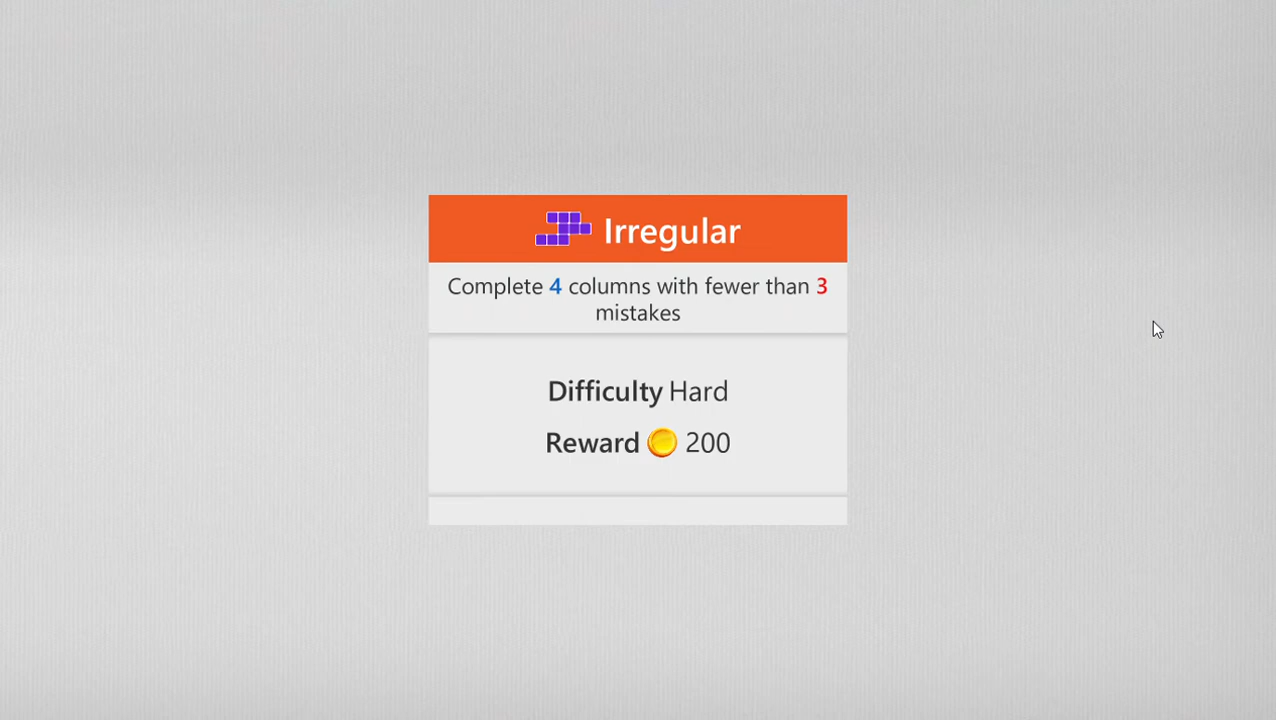 Irregular
Complete 4 columns with fewer than 3
mistakes
Difficulty Hard
Reward 200